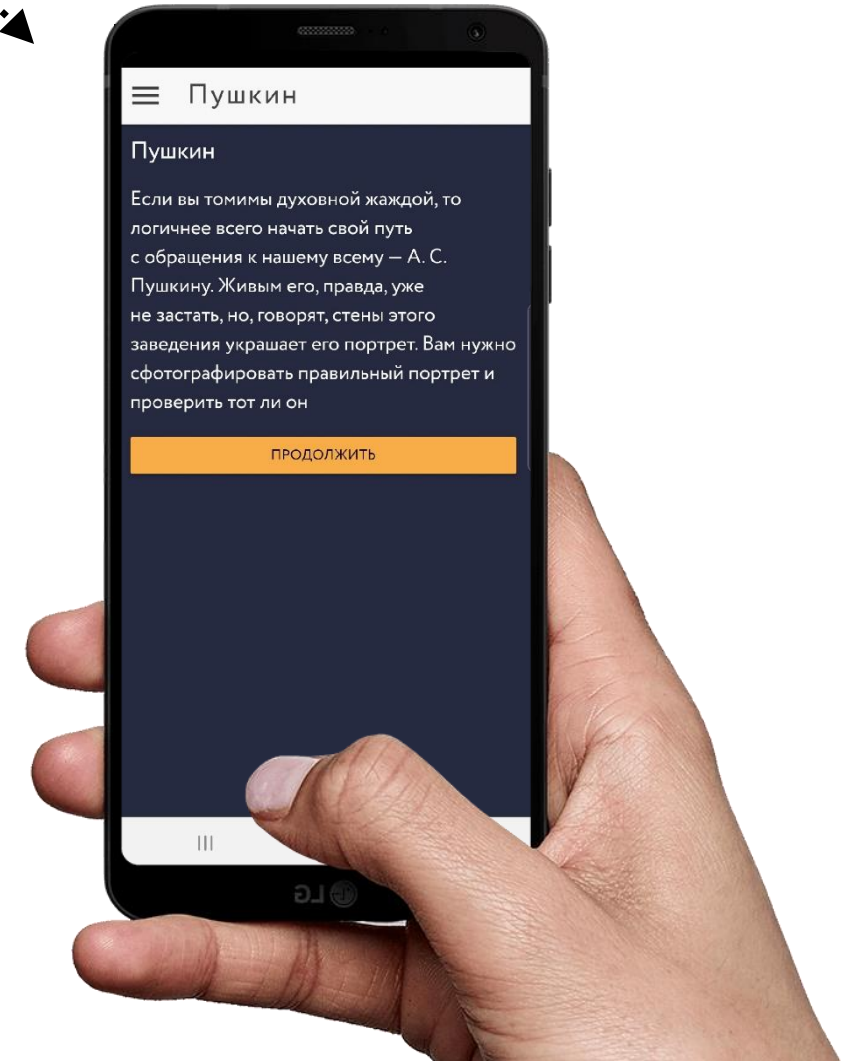 Пушкин
Пушкин
Если вы томимы духовной жаждой, то
логичнее всего начать свой путь
с обращения к нашему всему — А. С.
Пушкину. Живым его, правда, уже
не застать, но, говорят, стены этого
заведения украшает его портрет. Вам нужно
сфотографировать правильный портрет и
проверить тот ли он
ПРОДОЛЖИТЬ
LG